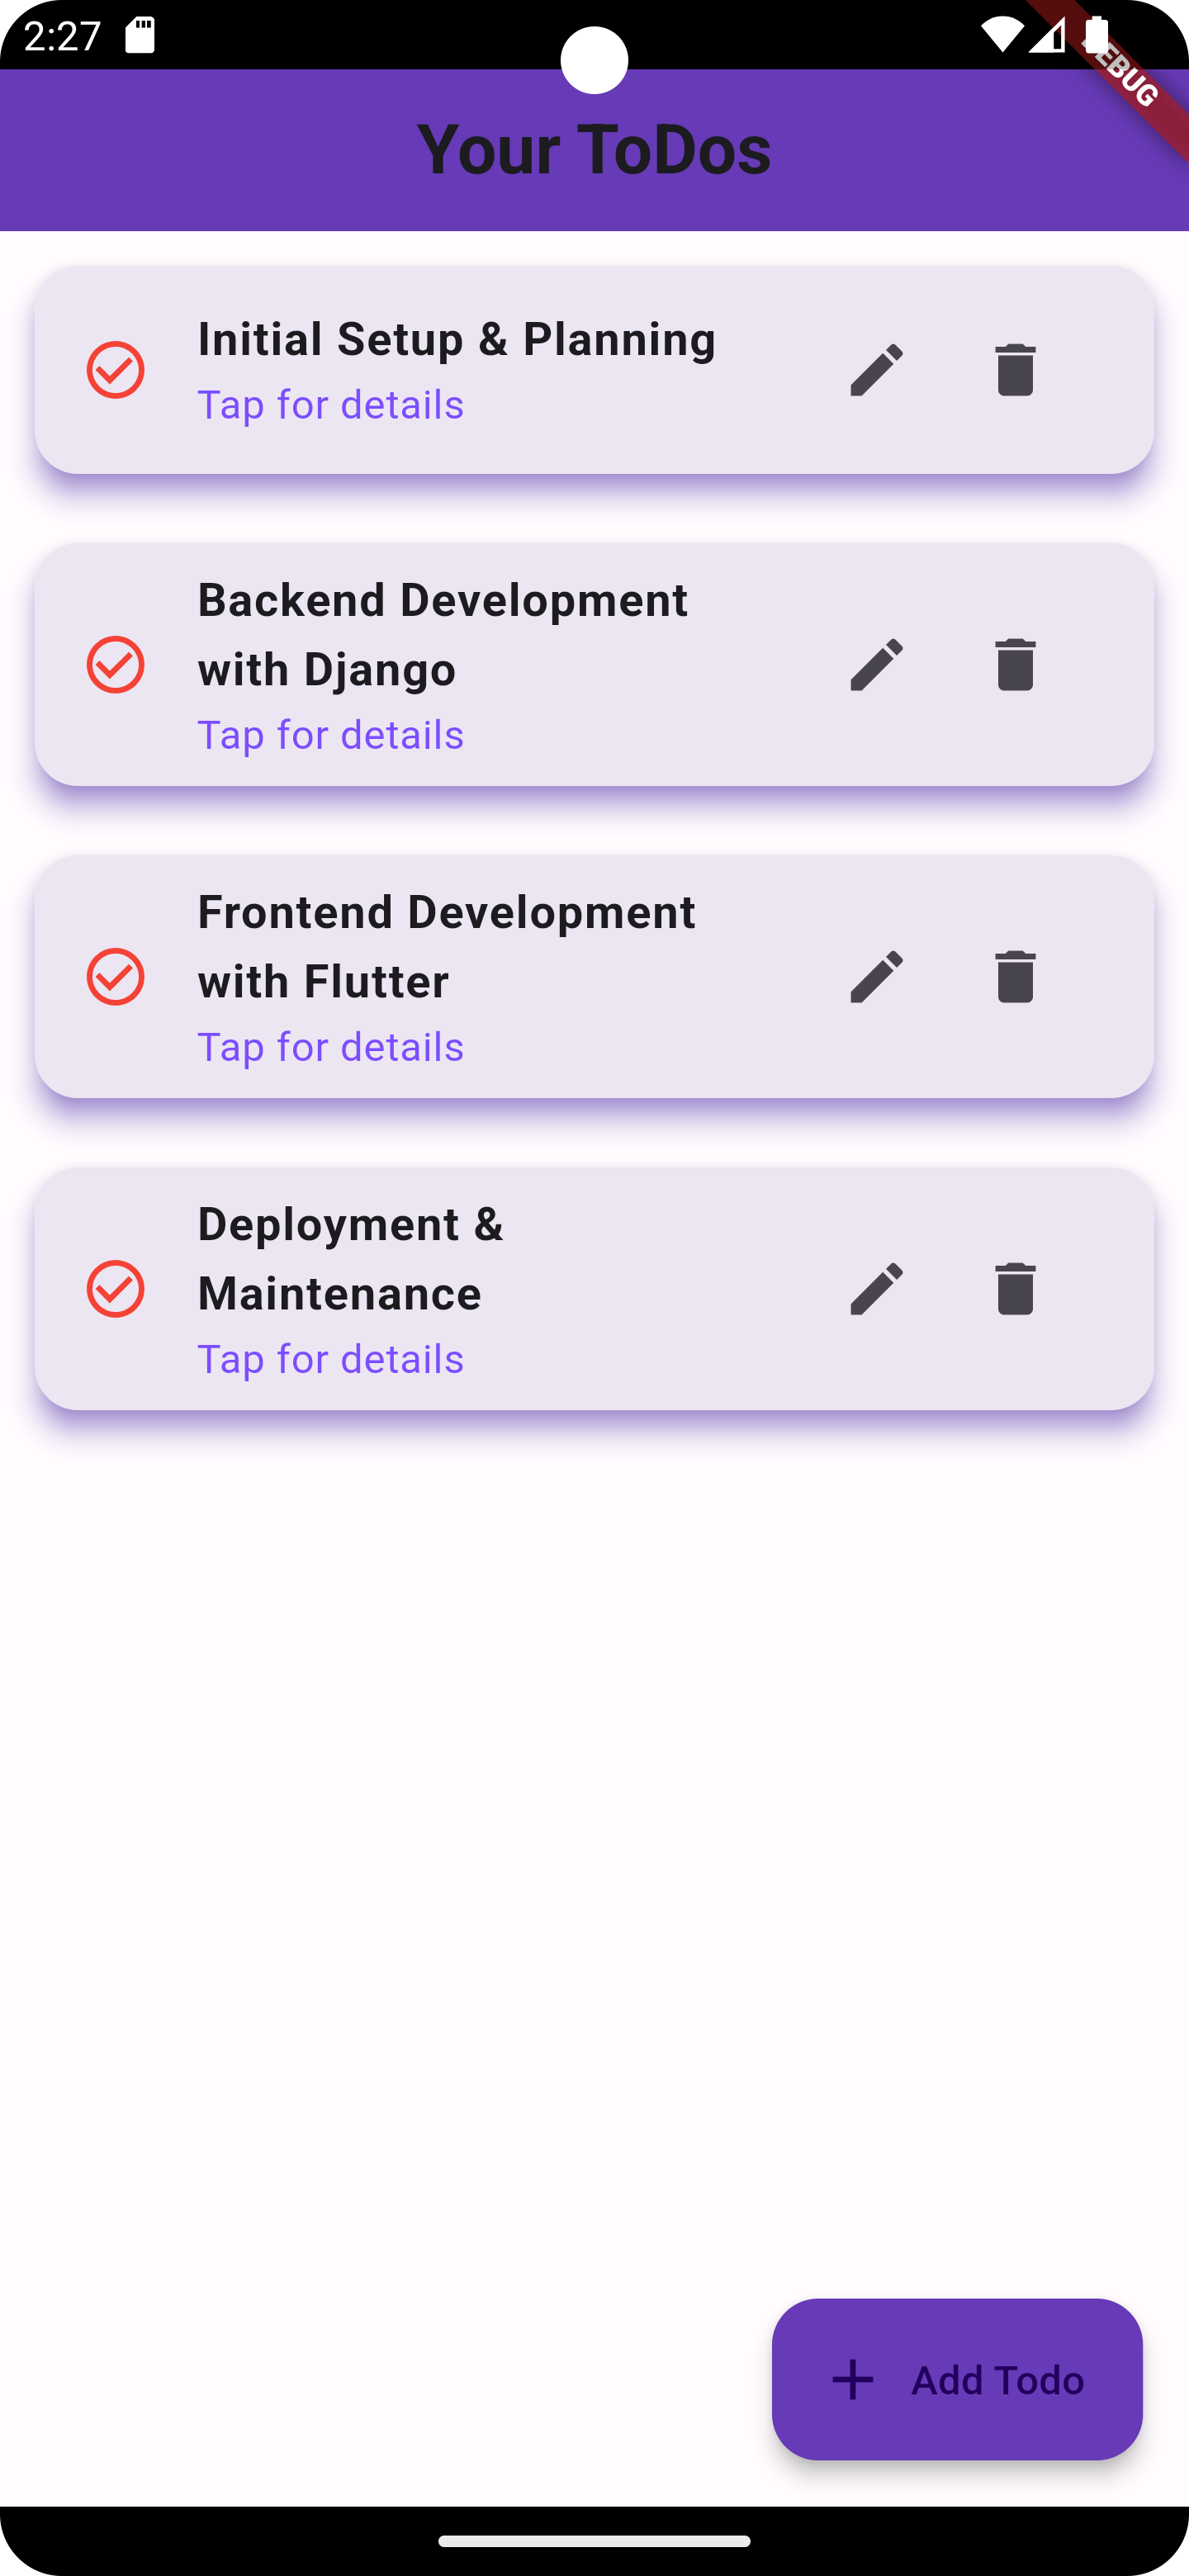 2:27
DEBUG
Your ToDos
Initial Setup & Planning
Tap for details
Backend Development
with Django
Tap for details
Frontend Development
with Flutter
Tap for details
Deployment &
Maintenance
Tap for details
Add Todo